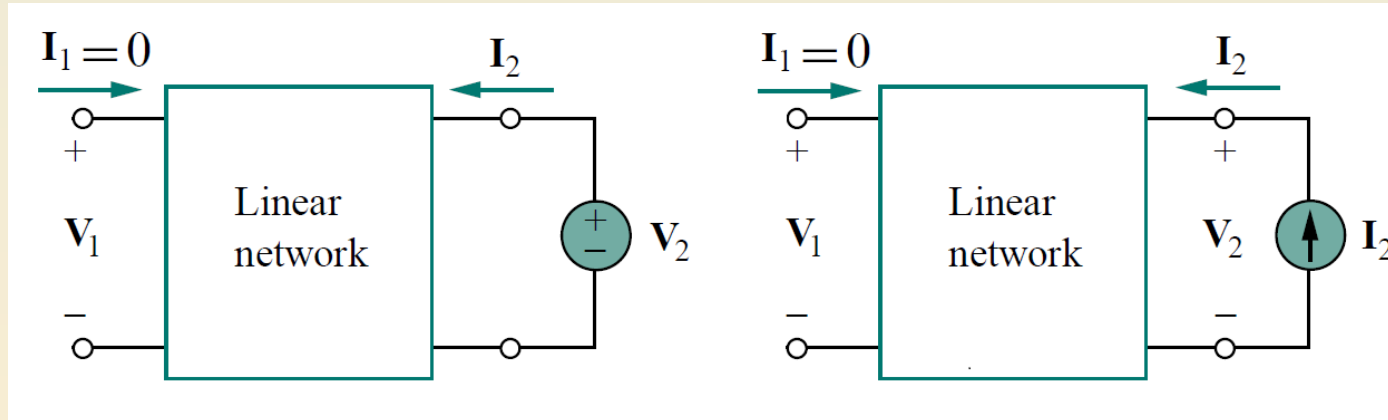 I₁ = 0
I₂
+
V₁
−
Linear
network
+
−
V₂
I₁ = 0
I₂
+
V₁
−
Linear
network
+
V₂
−
I₂